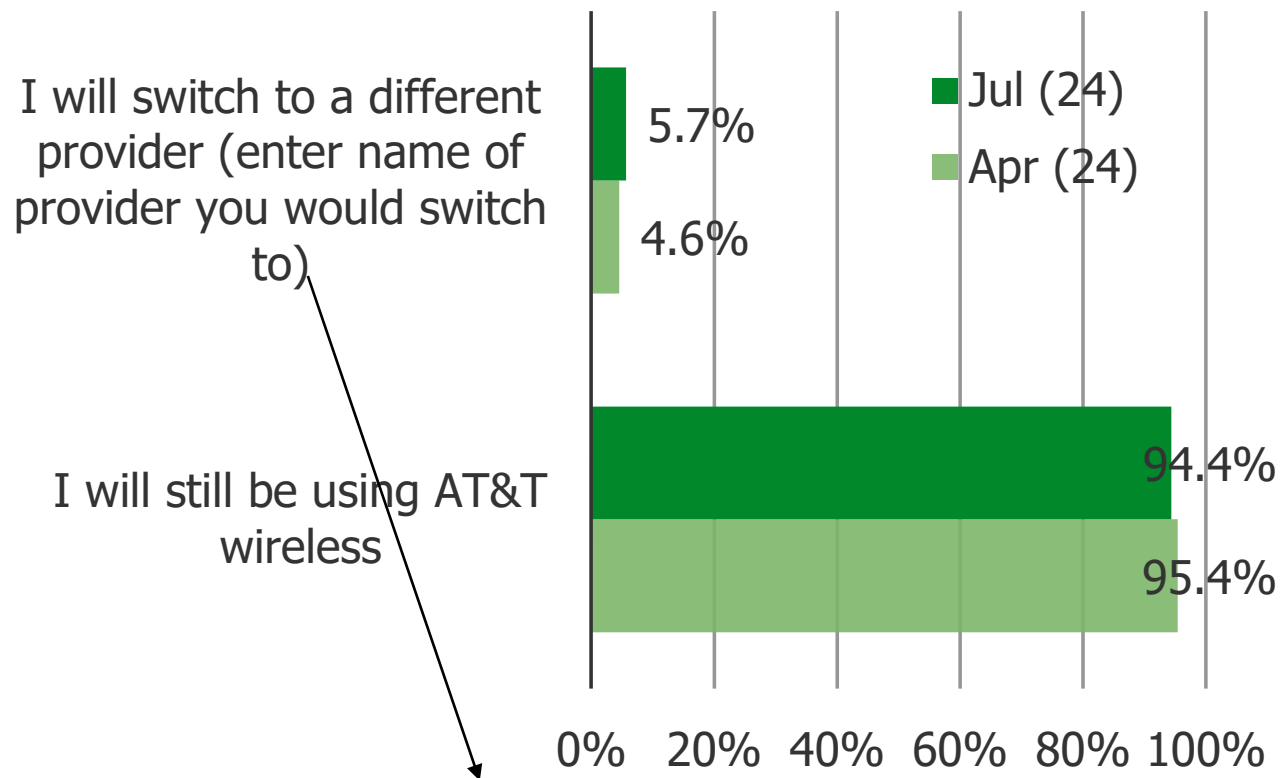 I will switch to a different
provider (enter name of
provider you would switch
to)
5.7%
4.6%
Jul (24)
Apr (24)
I will still be using AT&T
wireless
94.4%
95.4%
0% 20% 40% 60% 80% 100%